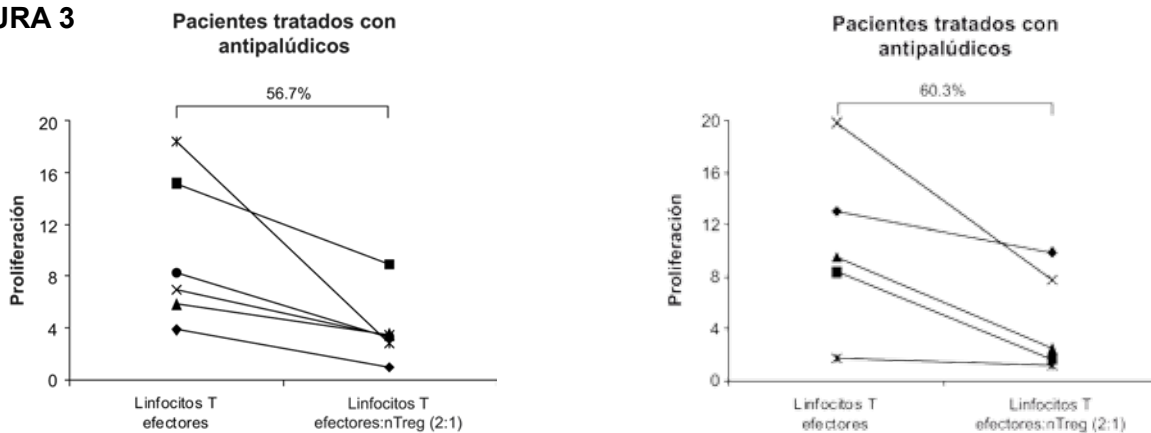 URA 3
Pacientes tratados con
antipalúdicos
56.7%
20
16
12
8
4
0
Proliferación
Linfocitos T
efectores
Linfocitos T
efectores:nTreg (2:1)
Pacientes tratados con
antipalúdicos
60.3%
20
16
12
8
4
0
Proliferación
Linfocitos T
efectores
Linfocitos T
efectores:nTreg (2:1)